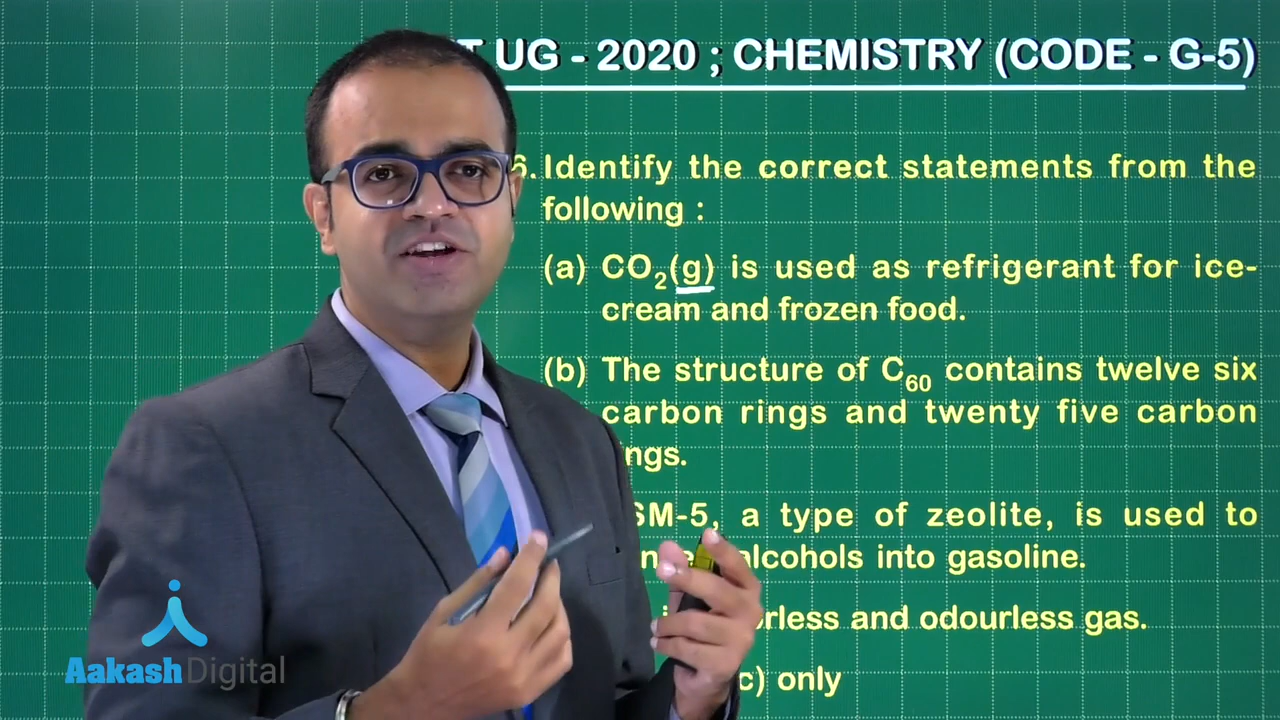 UG - 2020 ; CHEMISTRY (CODE - G-5)
6. Identify the correct statements from the
following :
(a) CO₂(g) is used as refrigerant for ice-
cream and frozen food.
(b) The structure of C₆₀ contains twelve six
carbon rings and twenty five carbon
SM-5, a type of zeolite, is used to
alcohols into gasoline.
and odourless gas.
c) only
Aakash Digital